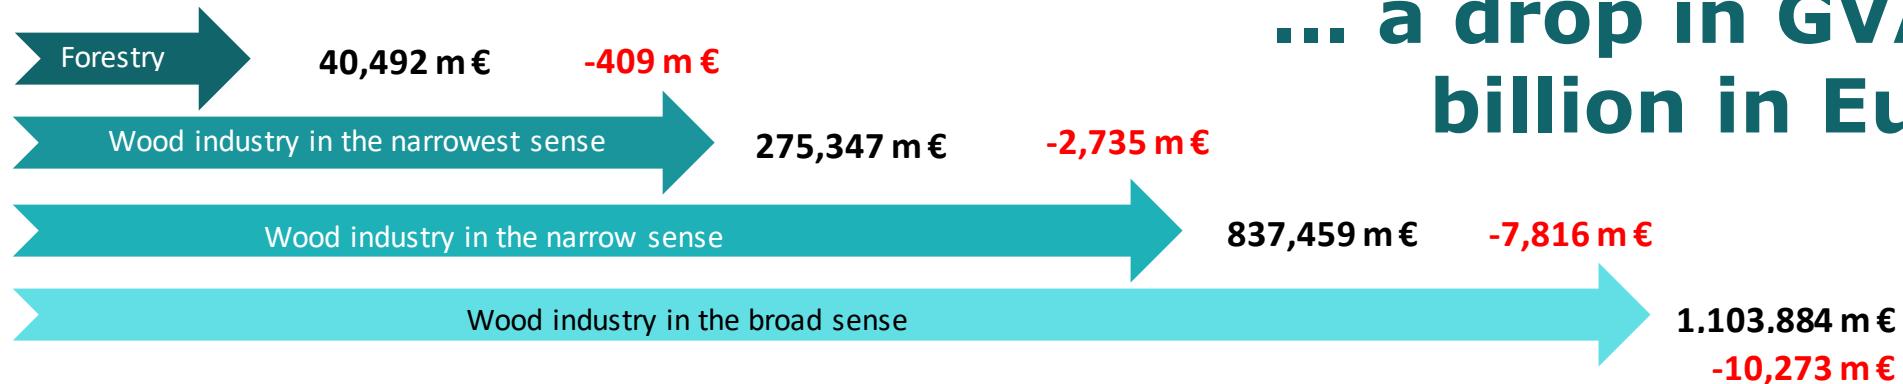 ... a drop in
billion in
Forestry
40,492 m €
-409 m €
Wood industry in the narrowest sense
275,347 m €
-2,735 m €
Wood industry in the narrow sense
837,459 m €
-7,816 m €
Wood industry in the broad sense
1,103,884 m €
-10,273 m €